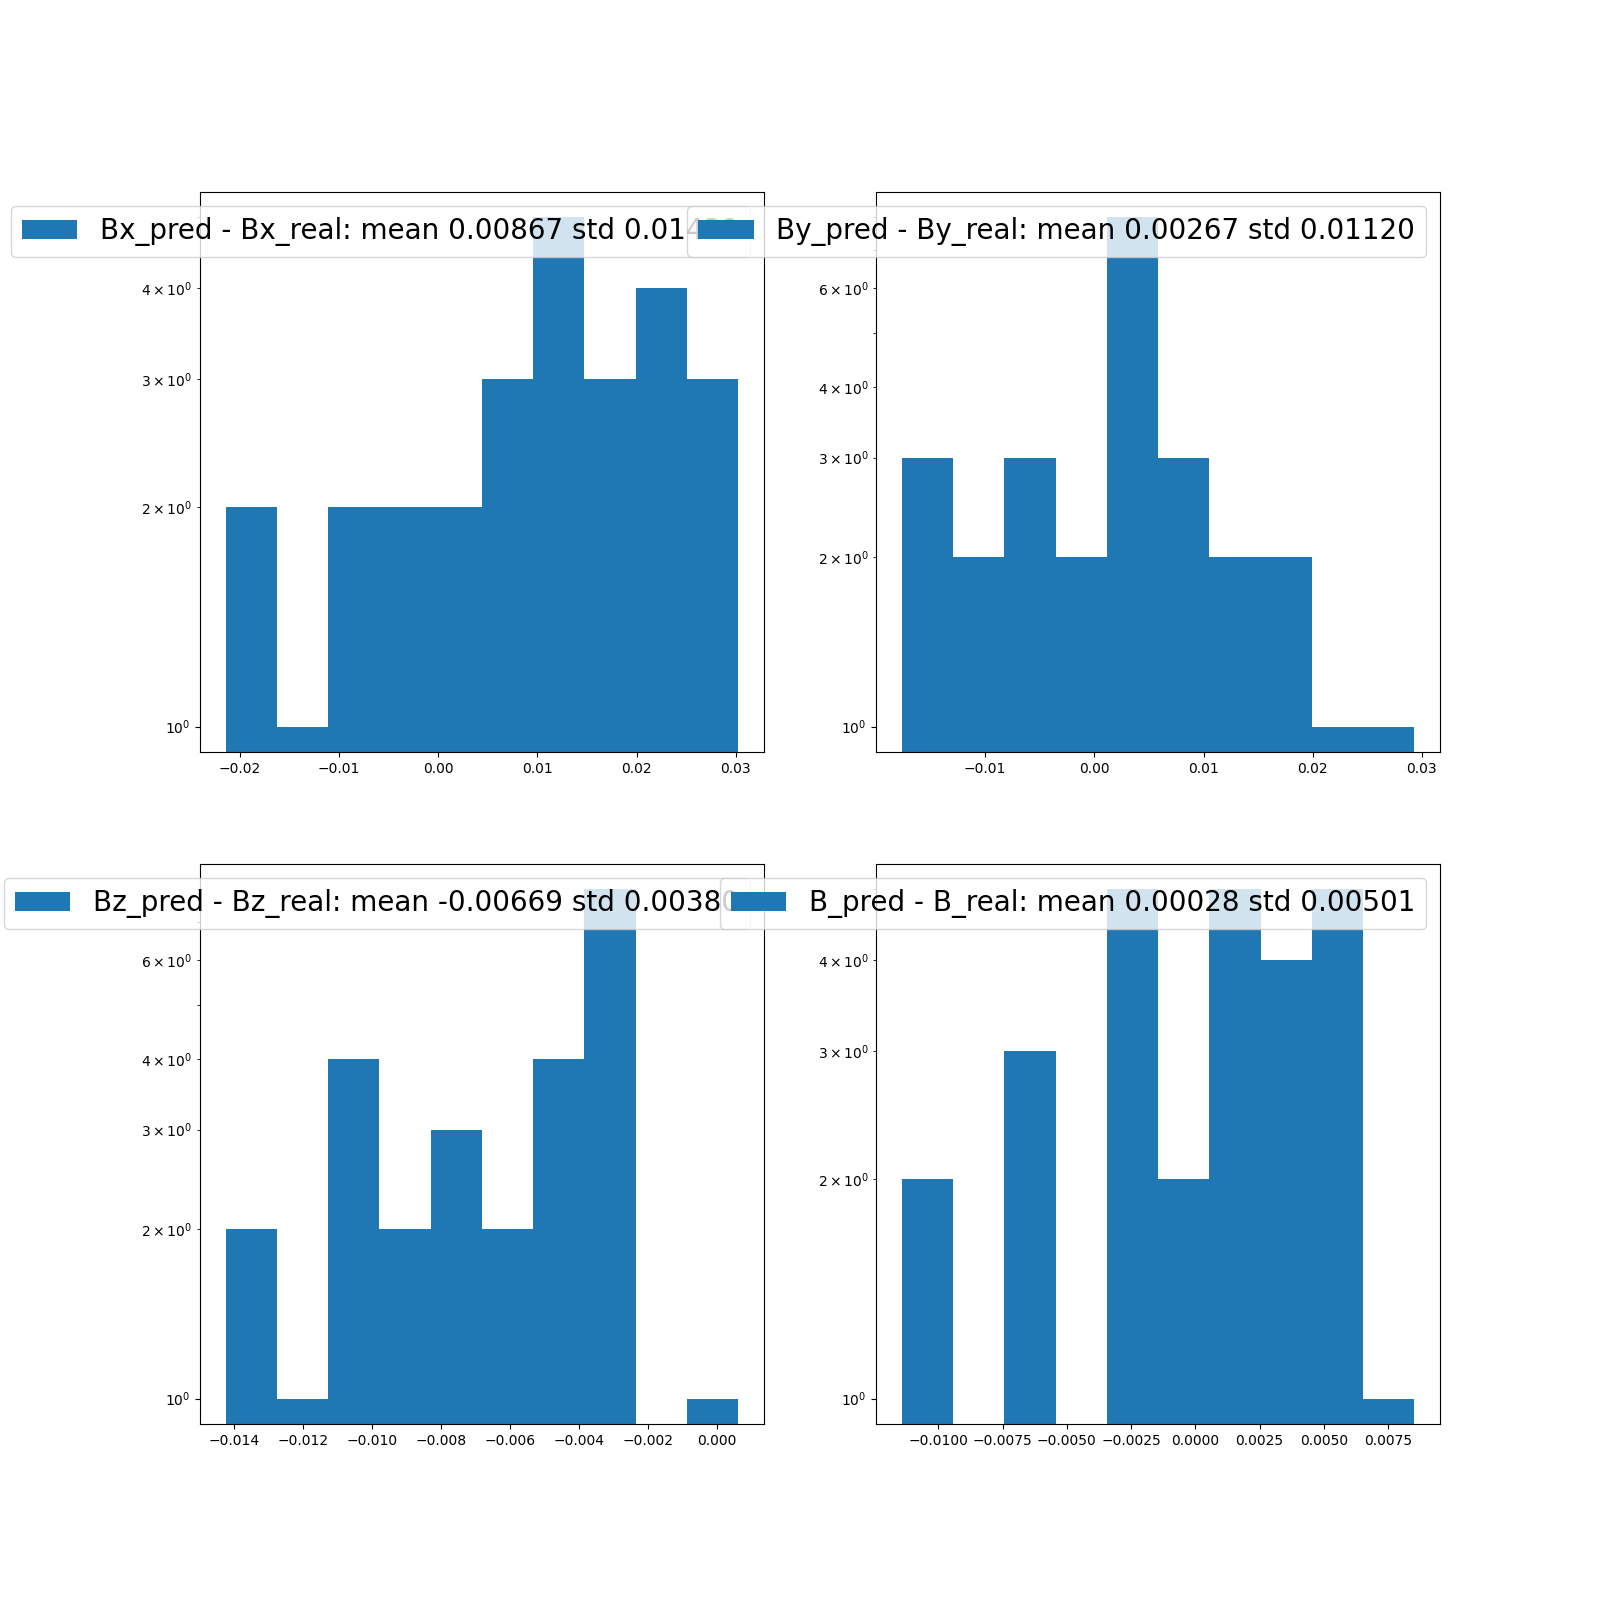 Bx_pred - Bx_real: mean 0.00867 std
By_pred - By_real: mean 0.00267 std 0.01120
4 × 10⁰
3 × 10⁰
2 × 10⁰
10⁰
−0.02 −0.01 0.00 0.01 0.02 0.03
6 × 10⁰
4 × 10⁰
3 × 10⁰
2 × 10⁰
10⁰
−0.01 0.00 0.01 0.02 0.03
Bz_pred - Bz_real: mean -0.00669 std 0.00380
B_pred - B_real: mean 0.00028 std 0.00501
6 × 10⁰
4 × 10⁰
3 × 10⁰
2 × 10⁰
10⁰
−0.014 −0.012 −0.010 −0.008 −0.006 −0.004 −0.002 0.000
4 × 10⁰
3 × 10⁰
2 × 10⁰
10⁰
−0.0100 −0.0075 −0.0050 −0.0025 0.0000 0.0025 0.0050 0.0075